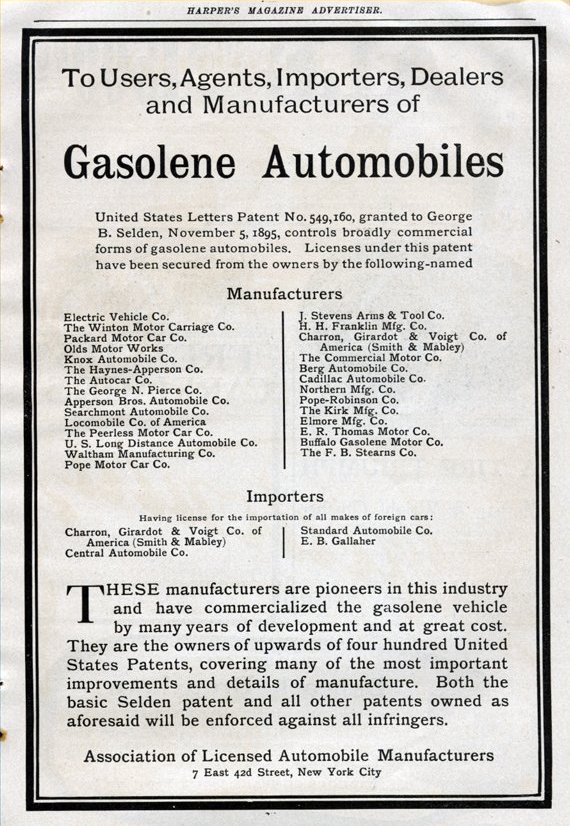 HARPER'S MAGAZINE ADVERTISER.
To Users, Agents, Importers, Dealers
and Manufacturers of
Gasolene Automobiles
United States Letters Patent No. 549,160, granted to George
B. Selden, November 5, 1895, controls broadly commercial
forms of gasolene automobiles. Licenses under this patent
have been secured from the owners by the following-named
Manufacturers
Electric Vehicle Co.
The Winton Motor Carriage Co.
Packard Motor Car Co.
Olds Motor Works
Knox Automobile Co.
The Haynes-Apperson Co.
The Autocar Co.
The George N. Pierce Co.
Apperson Bros. Automobile Co.
Searchmont Automobile Co.
Locomobile Co. of America
The Peerless Motor Car Co.
U. S. Long Distance Automobile Co.
Waltham Manufacturing Co.
Pope Motor Car Co.
J. Stevens Arms & Tool Co.
H. H. Franklin Mfg. Co.
Charron, Girardot & Voigt Co. of
America (Smith & Mabley)
The Commercial Motor Co.
Berg Automobile Co.
Cadillac Automobile Co.
Northern Mfg. Co.
Pope-Robinson Co.
The Kirk Mfg. Co.
Elmore Mfg. Co.
E. R. Thomas Motor Co.
Buffalo Gasolene Motor Co.
The F. B. Stearns Co.
Importers
Having license for the importation of all makes of foreign cars:
Charron, Girardot & Voigt Co. of
America (Smith & Mabley)
Central Automobile Co.
Standard Automobile Co.
E. B. Gallaher
THESE manufacturers are pioneers in this industry
and have commercialized the gasolene vehicle
by many years of development and at great cost.
They are the owners of upwards of four hundred United
States Patents, covering many of the most important
improvements and details of manufacture. Both the
basic Selden patent and all other patents owned as
aforesaid will be enforced against all infringers.
Association of Licensed Automobile Manufacturers
7 East 42d Street, New York City